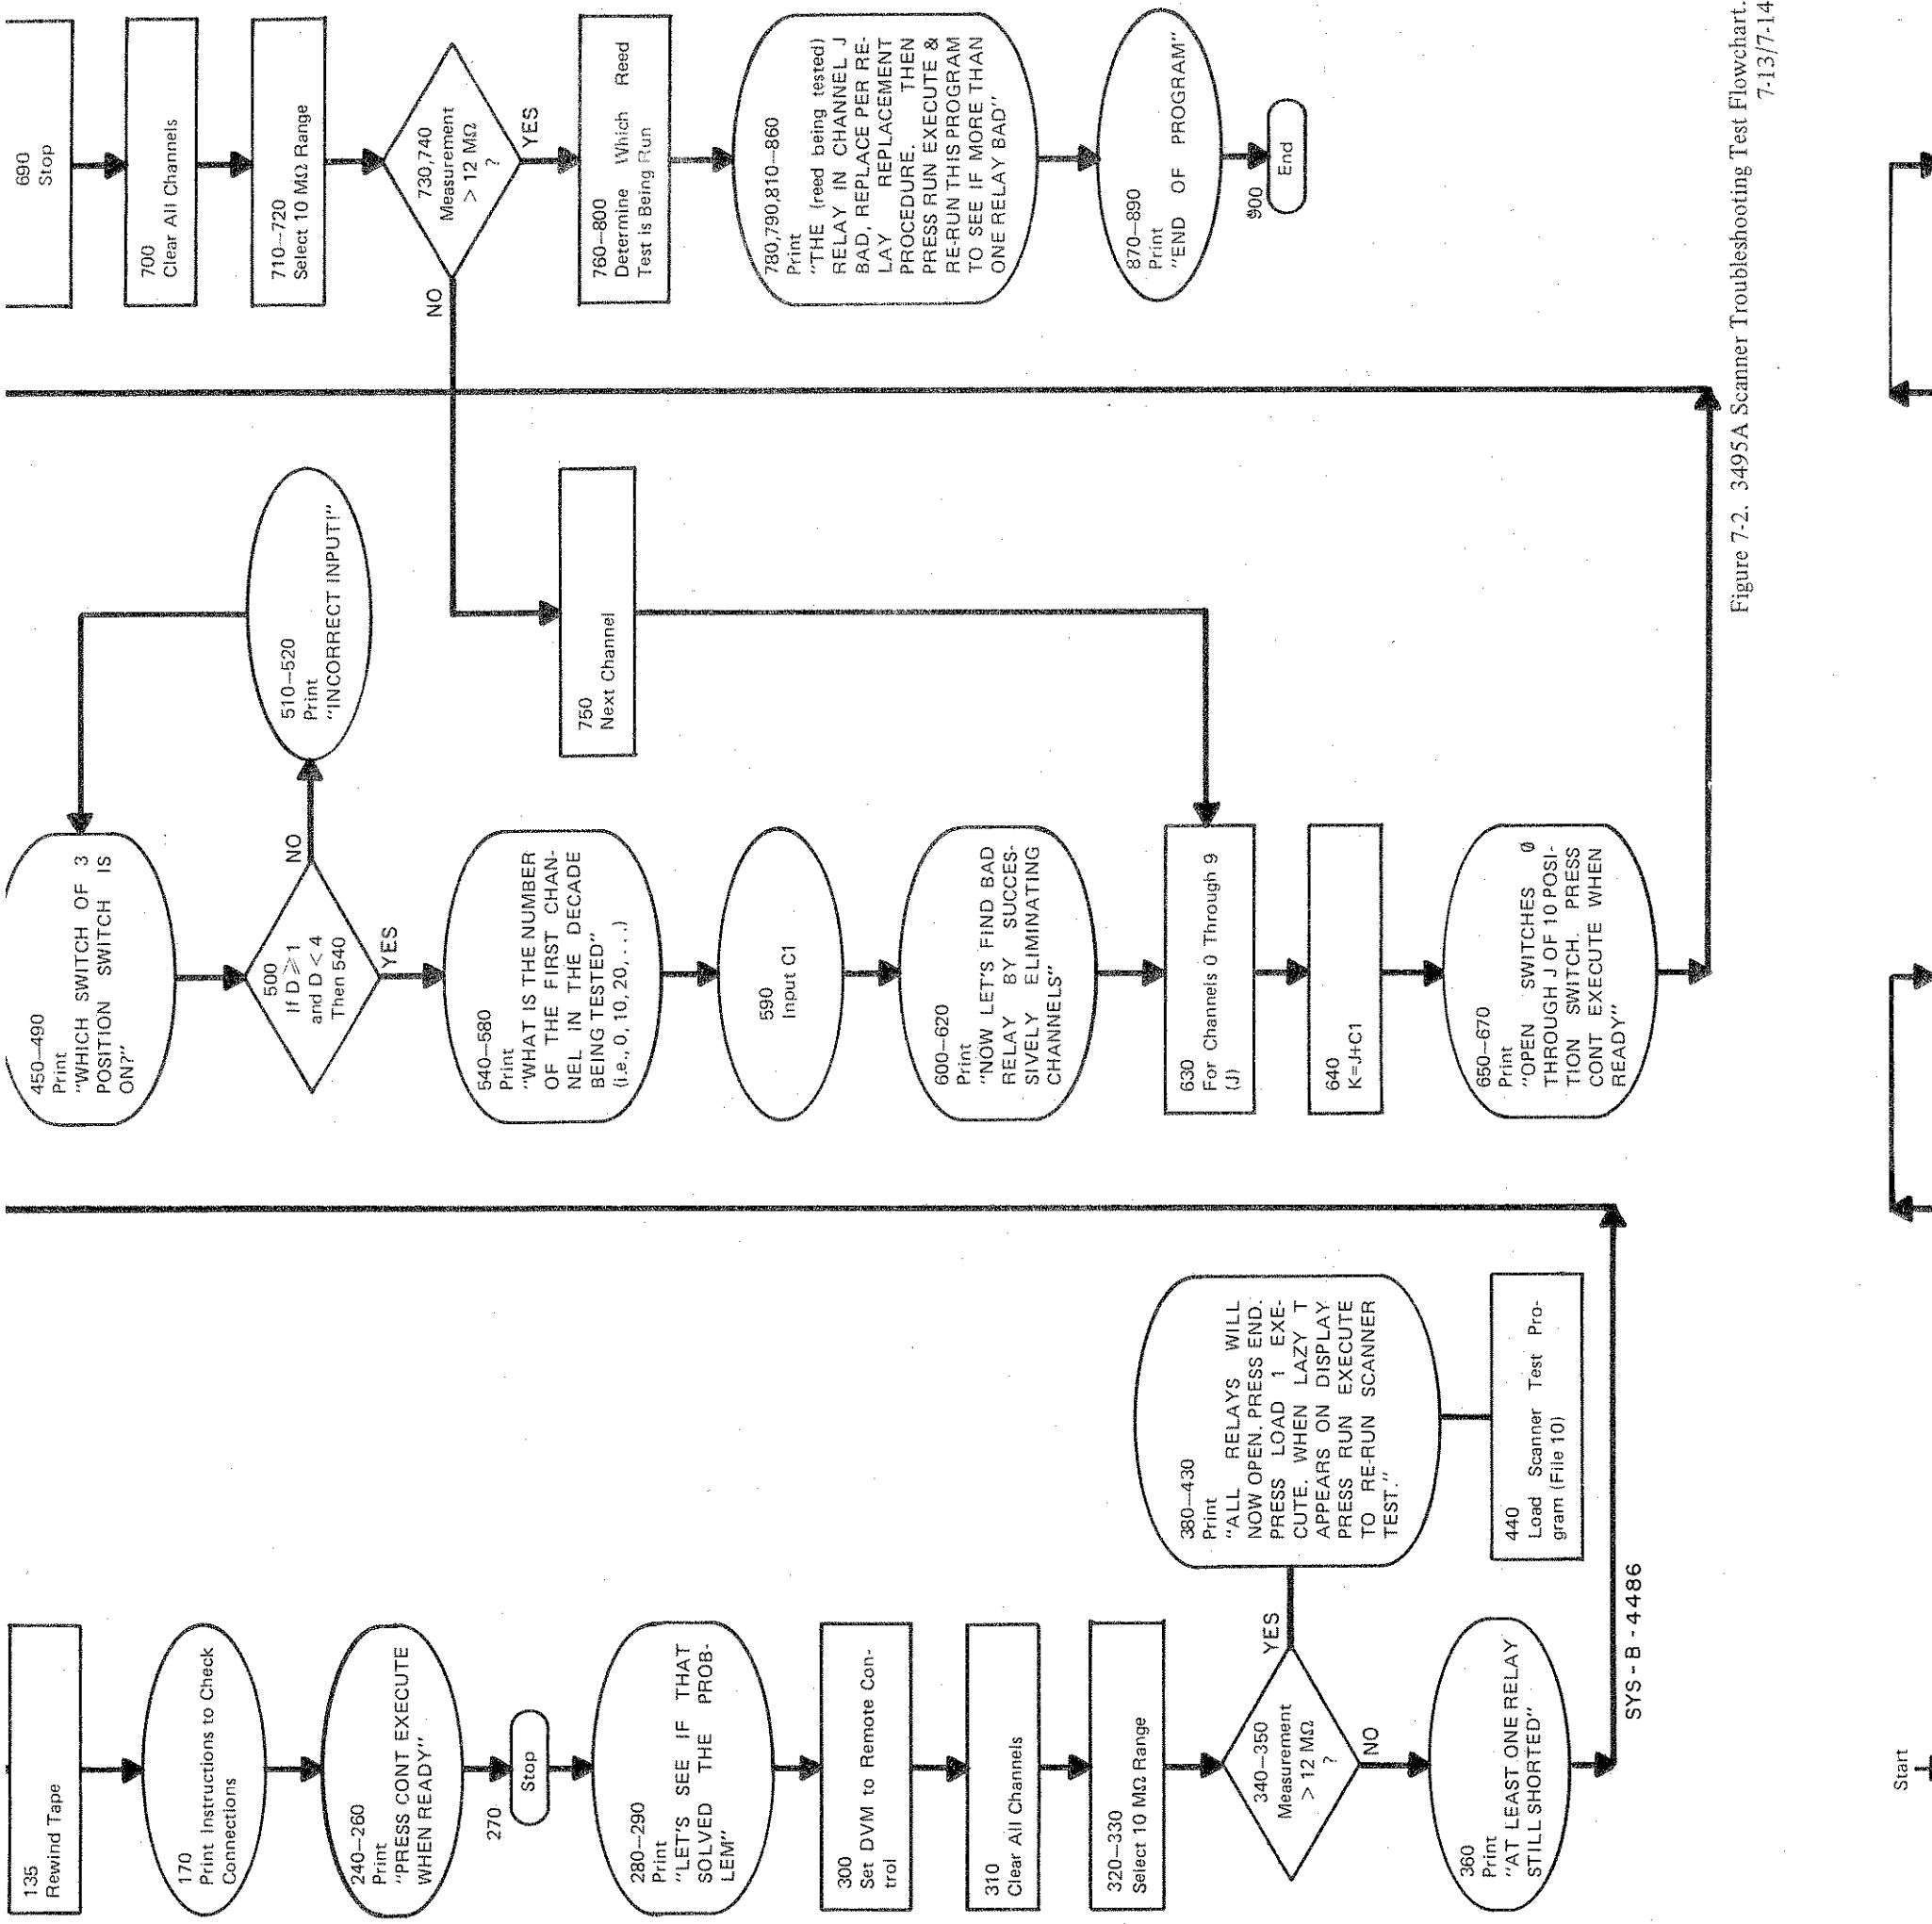 135
Rewind Tape
170
Print Instructions to Check
Connections
240–260
Print
"PRESS CONT EXECUTE
WHEN READY"
270
Stop
280–290
Print
"LET'S SEE IF THAT
SOLVED THE PROB-
LEM"
300
Set DVM to Remote Con-
trol
310
Clear All Channels
320–330
Select 10 MΩ Range
340–350
Measurement
> 12 MΩ
?
YES
NO
360
Print
"AT LEAST ONE RELAY
STILL SHORTED"
380–430
Print
"ALL RELAYS WILL
NOW OPEN. PRESS END.
PRESS LOAD 1 EXE-
CUTE. WHEN LAZY T
APPEARS ON DISPLAY
PRESS RUN EXECUTE
TO RE-RUN SCANNER
TEST."
440
Load Scanner Test Pro-
gram (File 10)
SYS-B-4486
450–490
Print
"WHICH SWITCH OF 3
POSITION SWITCH IS
ON?"
500
If D ⩾ 1
and D < 4
Then 540
NO
YES
510–520
Print
"INCORRECT INPUT!"
540–580
Print
"WHAT IS THE NUMBER
OF THE FIRST CHAN-
NEL IN THE DECADE
BEING TESTED"
(i.e., 0, 10, 20, . . .)
590
Input C1
600–620
Print
"NOW LET'S FIND BAD
RELAY BY SUCCES-
SIVELY ELIMINATING
CHANNELS"
630
For Channels 0 Through 9
(J)
640
K=J+C1
650–670
Print
"OPEN SWITCHES Ø
THROUGH J OF 10 POSI-
TION SWITCH. PRESS
CONT EXECUTE WHEN
READY"
750
Next Channel
690
Stop
700
Clear All Channels
710–720
Select 10 MΩ Range
730,740
Measurement
> 12 MΩ
?
NO
YES
760–800
Determine Which Reed
Test is Being Run
780,790,810–860
Print
"THE (reed being tested)
RELAY IN CHANNEL J
BAD, REPLACE PER RE-
LAY REPLACEMENT
PROCEDURE. THEN
PRESS RUN EXECUTE &
RE-RUN THIS PROGRAM
TO SEE IF MORE THAN
ONE RELAY BAD"
870–890
Print
"END OF PROGRAM"
900
End
Figure 7-2. 3495A Scanner Troubleshooting Test Flowchart.
7-13/7-14
Start